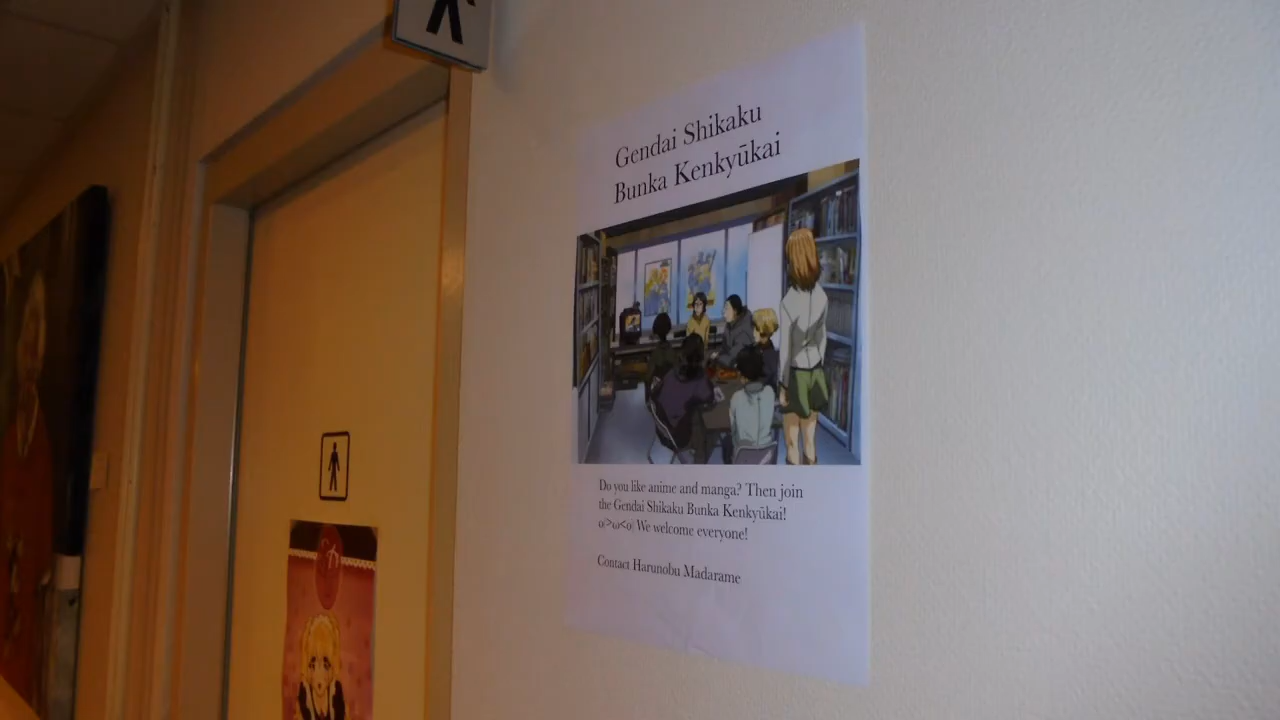 Gendai Shikaku
Bunka Kenkyūkai
Do you like anime and manga? Then join
the Gendai Shikaku Bunka Kenkyūkai!
o(>ω<o) We welcome everyone!
Contact Harunobu Madarame